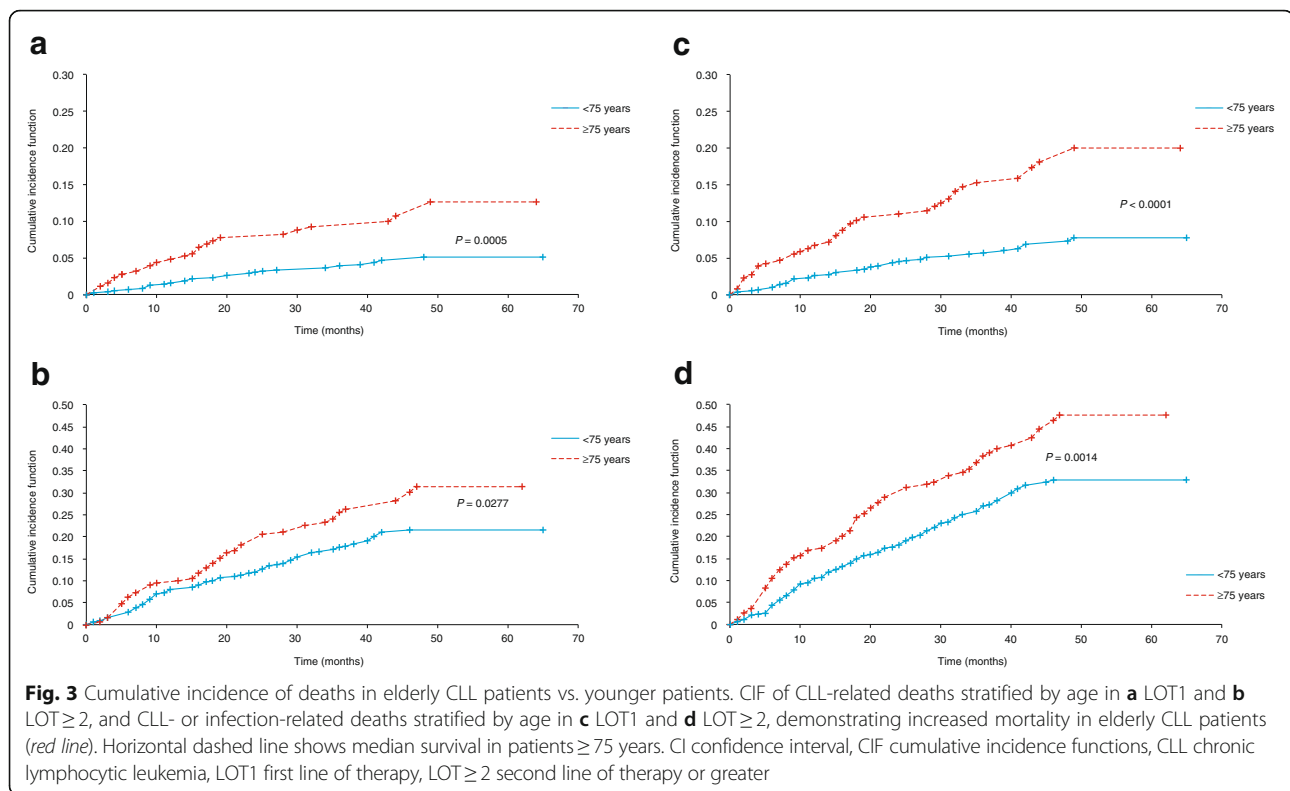 a
0.30
0.25
0.20
0.15
0.10
0.05
0
Cumulative incidence function
<75 years
≥75 years
P = 0.0005
0 10 20 30 40 50 60 70
Time (months)
c
0.30
0.25
0.20
0.15
0.10
0.05
0
Cumulative incidence function
<75 years
≥75 years
P < 0.0001
0 10 20 30 40 50 60 70
Time (months)
b
0.50
0.45
0.40
0.35
0.30
0.25
0.20
0.15
0.10
0.05
0
Cumulative incidence function
<75 years
≥75 years
P = 0.0277
0 10 20 30 40 50 60 70
Time (months)
d
0.50
0.45
0.40
0.35
0.30
0.25
0.20
0.15
0.10
0.05
0
Cumulative incidence function
P = 0.0014
<75 years
≥75 years
0 10 20 30 40 50 60 70
Time (months)
Fig. 3 Cumulative incidence of deaths in elderly CLL patients vs. younger patients. CIF of CLL-related deaths stratified by age in a LOT1 and b
LOT ≥ 2, and CLL- or infection-related deaths stratified by age in c LOT1 and d LOT ≥ 2, demonstrating increased mortality in elderly CLL patients
(red line). Horizontal dashed line shows median survival in patients ≥ 75 years. CI confidence interval, CIF cumulative incidence functions, CLL chronic
lymphocytic leukemia, LOT1 first line of therapy, LOT ≥ 2 second line of therapy or greater